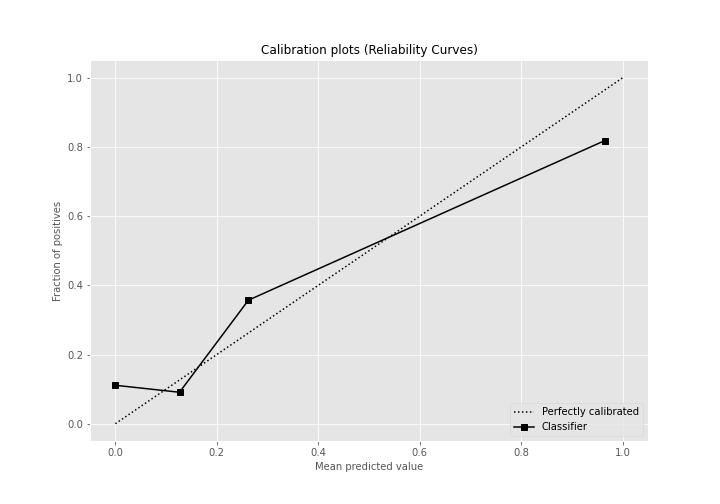 Calibration plots (Reliability Curves)
1.0
0.8
0.6
0.4
0.2
0.0
Fraction of positives
0.0 0.2 0.4 0.6 0.8 1.0
Mean predicted value
Perfectly calibrated
Classifier